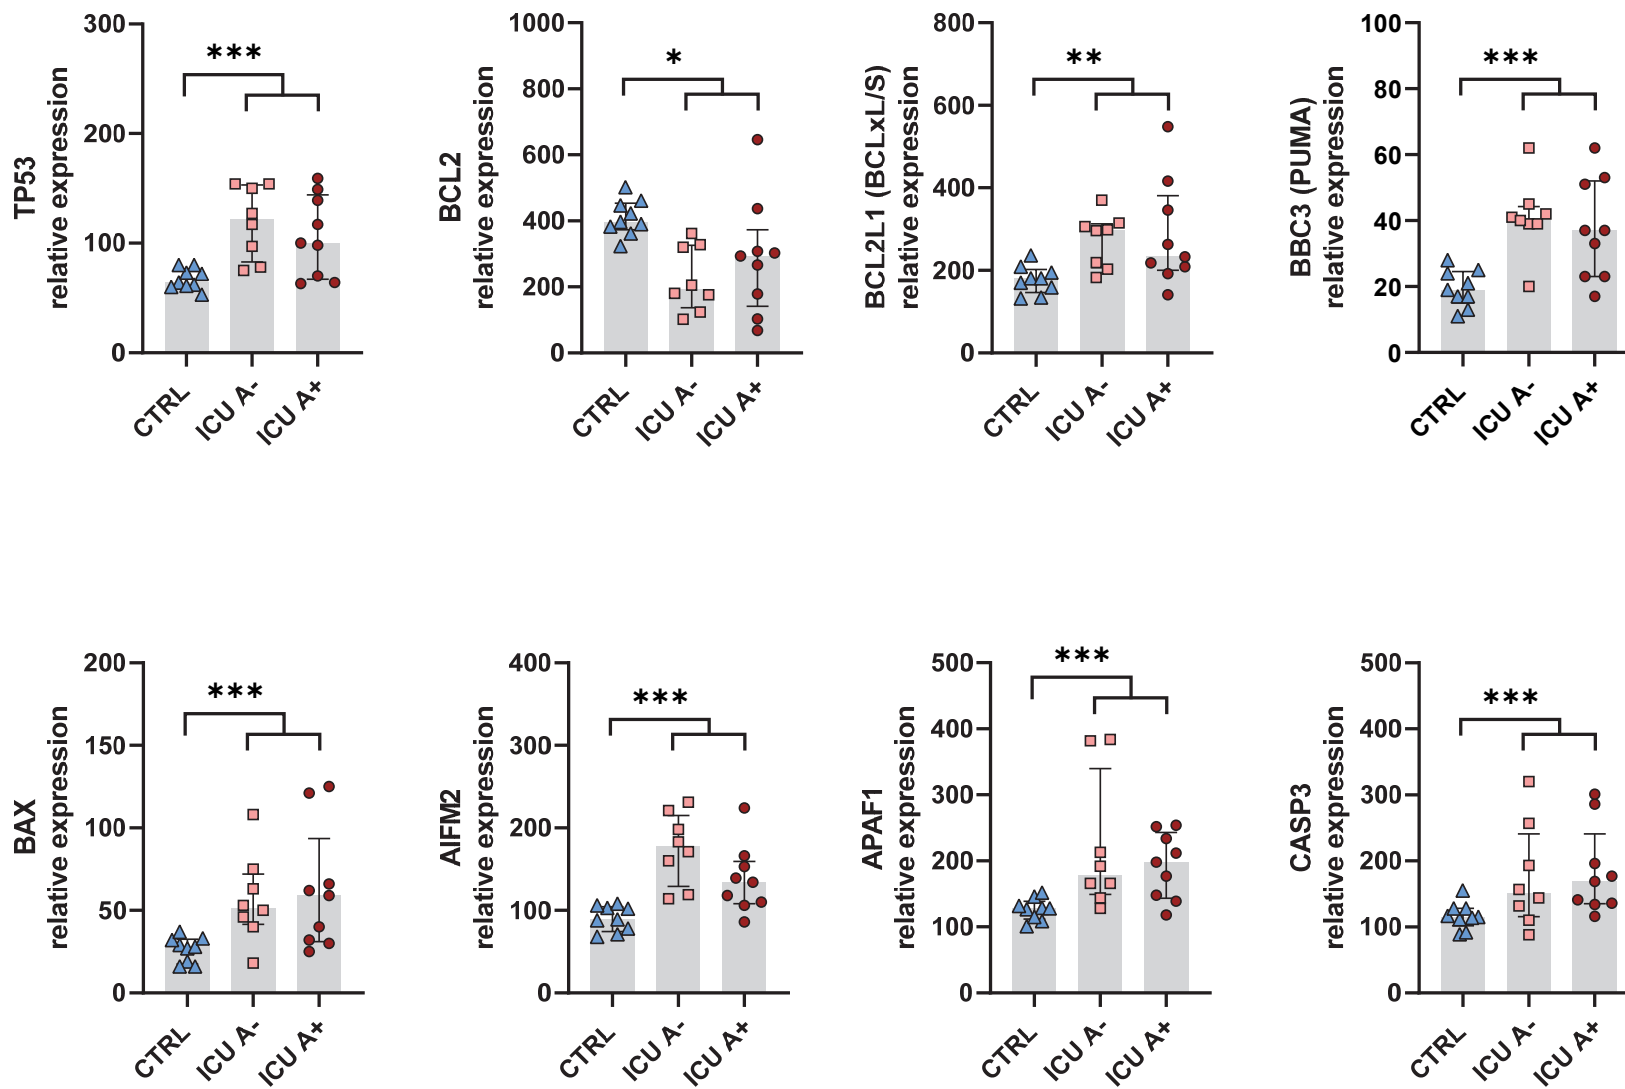 TP53
relative expression
300
200
100
0
***
CTRL
ICU A-
ICU A+
BCL2
relative expression
1000
800
600
400
200
0
*
CTRL
ICU A-
ICU A+
BCL2L1 (BCLxL/S)
relative expression
800
600
400
200
0
**
CTRL
ICU A-
ICU A+
BBC3 (PUMA)
relative expression
100
80
60
40
20
0
***
CTRL
ICU A-
ICU A+
BAX
relative expression
200
150
100
50
0
***
CTRL
ICU A-
ICU A+
AIFM2
relative expression
400
300
200
100
0
***
CTRL
ICU A-
ICU A+
APAF1
relative expression
500
400
300
200
100
0
***
CTRL
ICU A-
ICU A+
CASP3
relative expression
500
400
300
200
100
0
***
CTRL
ICU A-
ICU A+